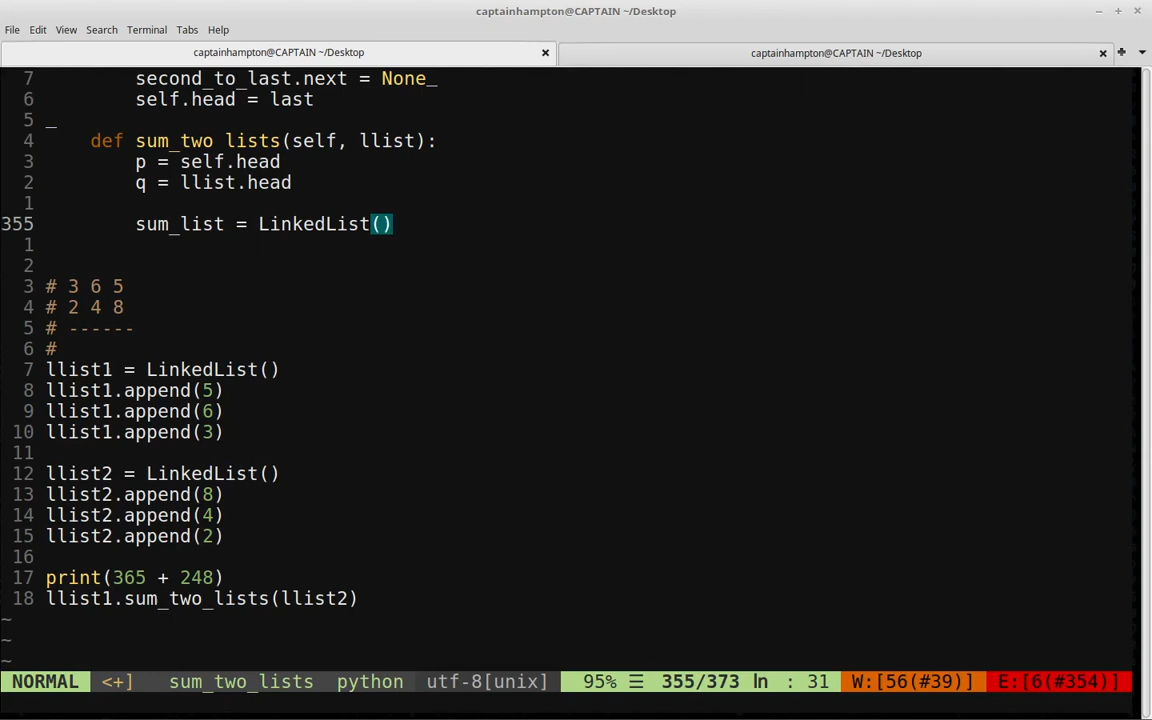 captainhampton@CAPTAIN ~/Desktop
File Edit View Search Terminal Tabs Help
captainhampton@CAPTAIN ~/Desktop captainhampton@CAPTAIN ~/Desktop
7 second_to_last.next = None_
6 self.head = last
5 _
4 def sum_two lists(self, llist):
3 p = self.head
2 q = llist.head
1
355 sum_list = LinkedList()
1
2
3 # 3 6 5
4 # 2 4 8
5 # ------
6 #
7 llist1 = LinkedList()
8 llist1.append(5)
9 llist1.append(6)
10 llist1.append(3)
11
12 llist2 = LinkedList()
13 llist2.append(8)
14 llist2.append(4)
15 llist2.append(2)
16
17 print(365 + 248)
18 llist1.sum_two_lists(llist2)
~
~
~
NORMAL <+] sum_two_lists python utf-8[unix] 95% ☰ 355/373 ln : 31 W:[56(#39)] E:[6(#354)]